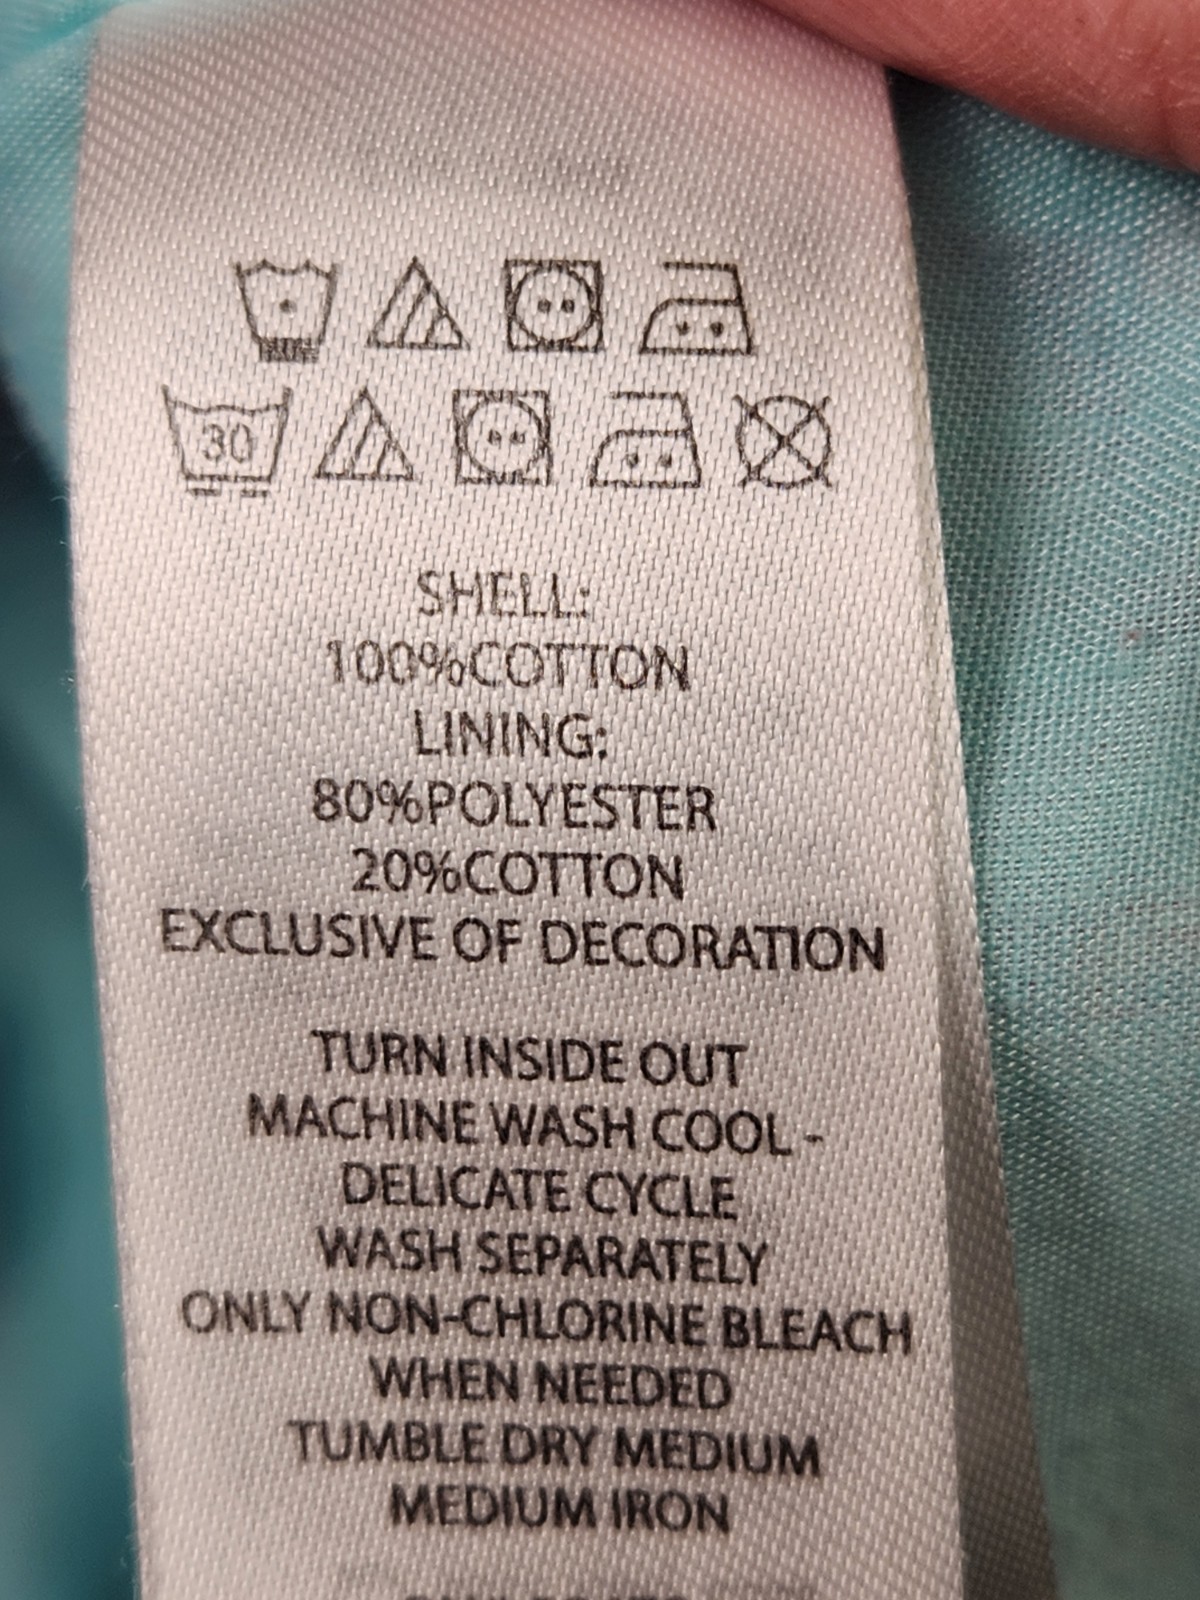 30
SHELL:
100%COTTON
LINING:
80%POLYESTER
20%COTTON
EXCLUSIVE OF DECORATION
TURN INSIDE OUT
MACHINE WASH COOL -
DELICATE CYCLE
WASH SEPARATELY
ONLY NON-CHLORINE BLEACH
WHEN NEEDED
TUMBLE DRY MEDIUM
MEDIUM IRON